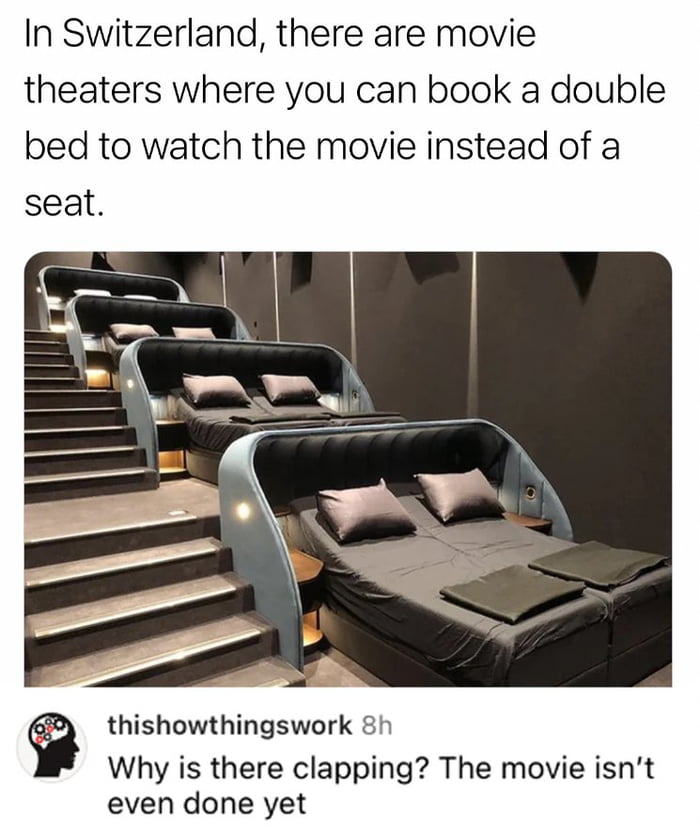 In Switzerland, there are movie
theaters where you can book a double
bed to watch the movie instead of a
seat.
thishowthingswork 8h
Why is there clapping? The movie isn't
even done yet